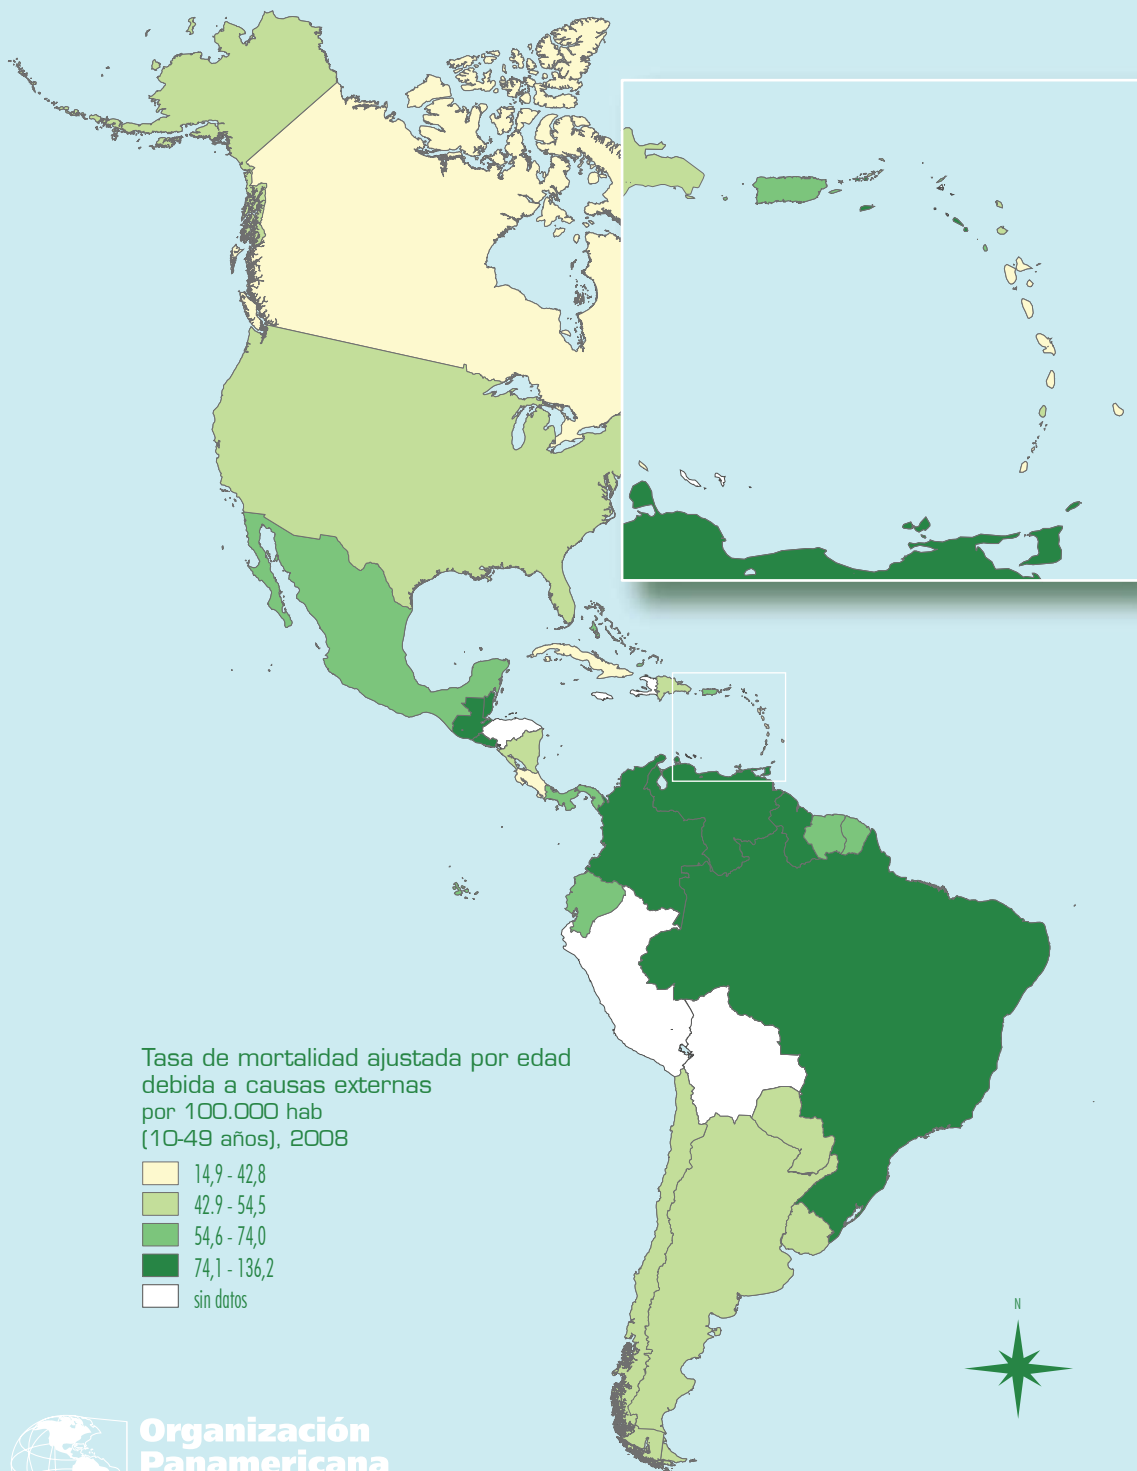 Tasa de mortalidad ajustada por edad
debida a causas externas
por 100.000 hab
(10-49 años), 2008
14,9 - 42,8
42.9 - 54,5
54,6 - 74,0
74,1 - 136,2
sin datos
N
Organización
Panamericana